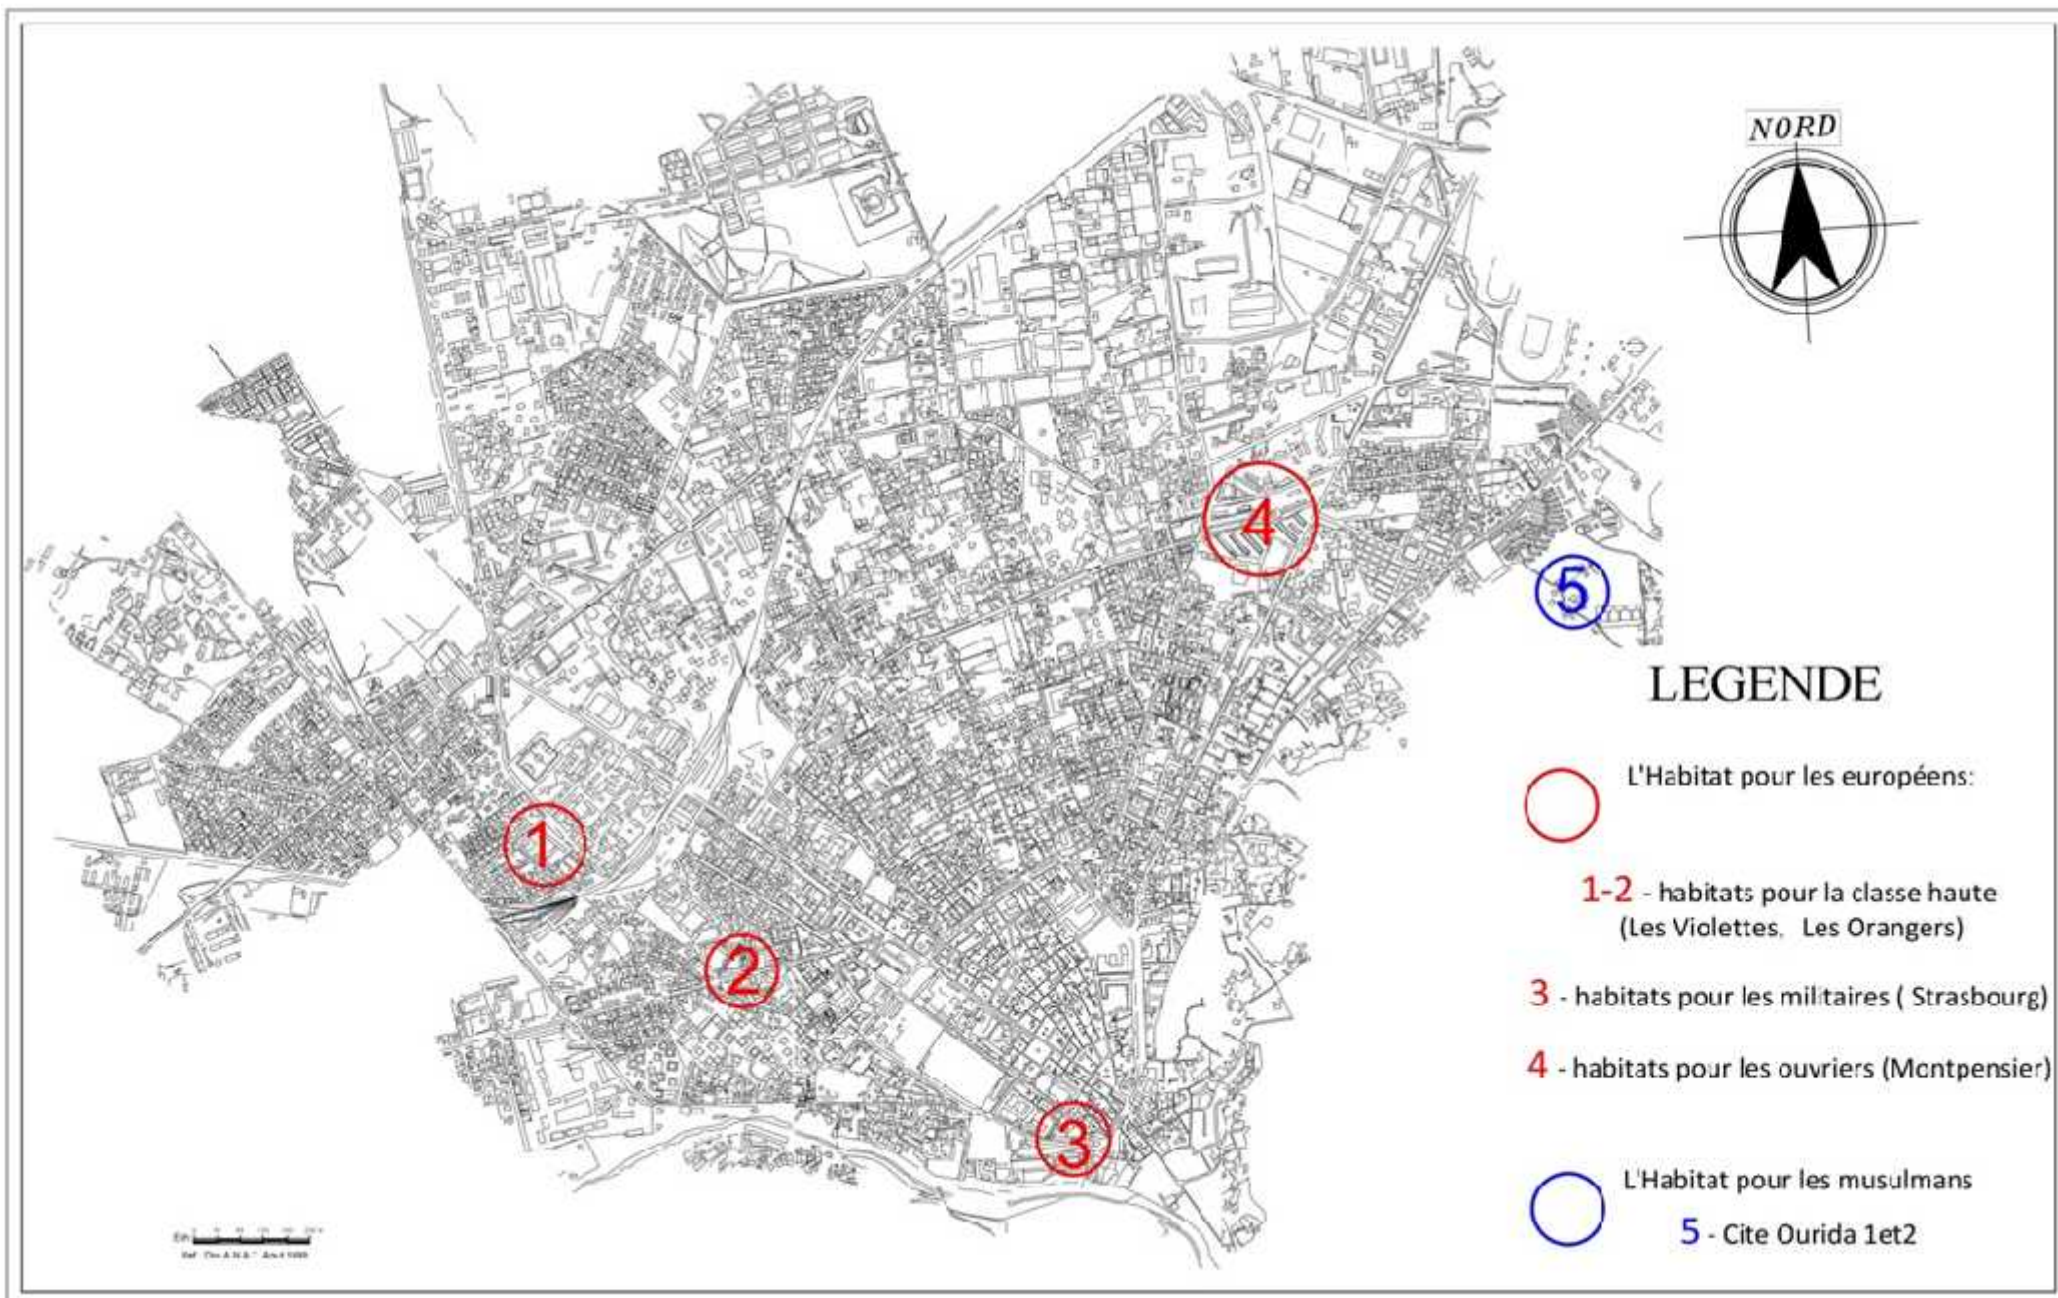 NORD
4
5
1
2
3
LEGENDE
L'Habitat pour les européens:
1-2 - habitats pour la classe haute
(Les Violettes, Les Orangers)
3 - habitats pour les militaires ( Strasbourg)
4 - habitats pour les ouvriers (Montpensier)
L'Habitat pour les musulmans
5 - Cite Ourida 1et2